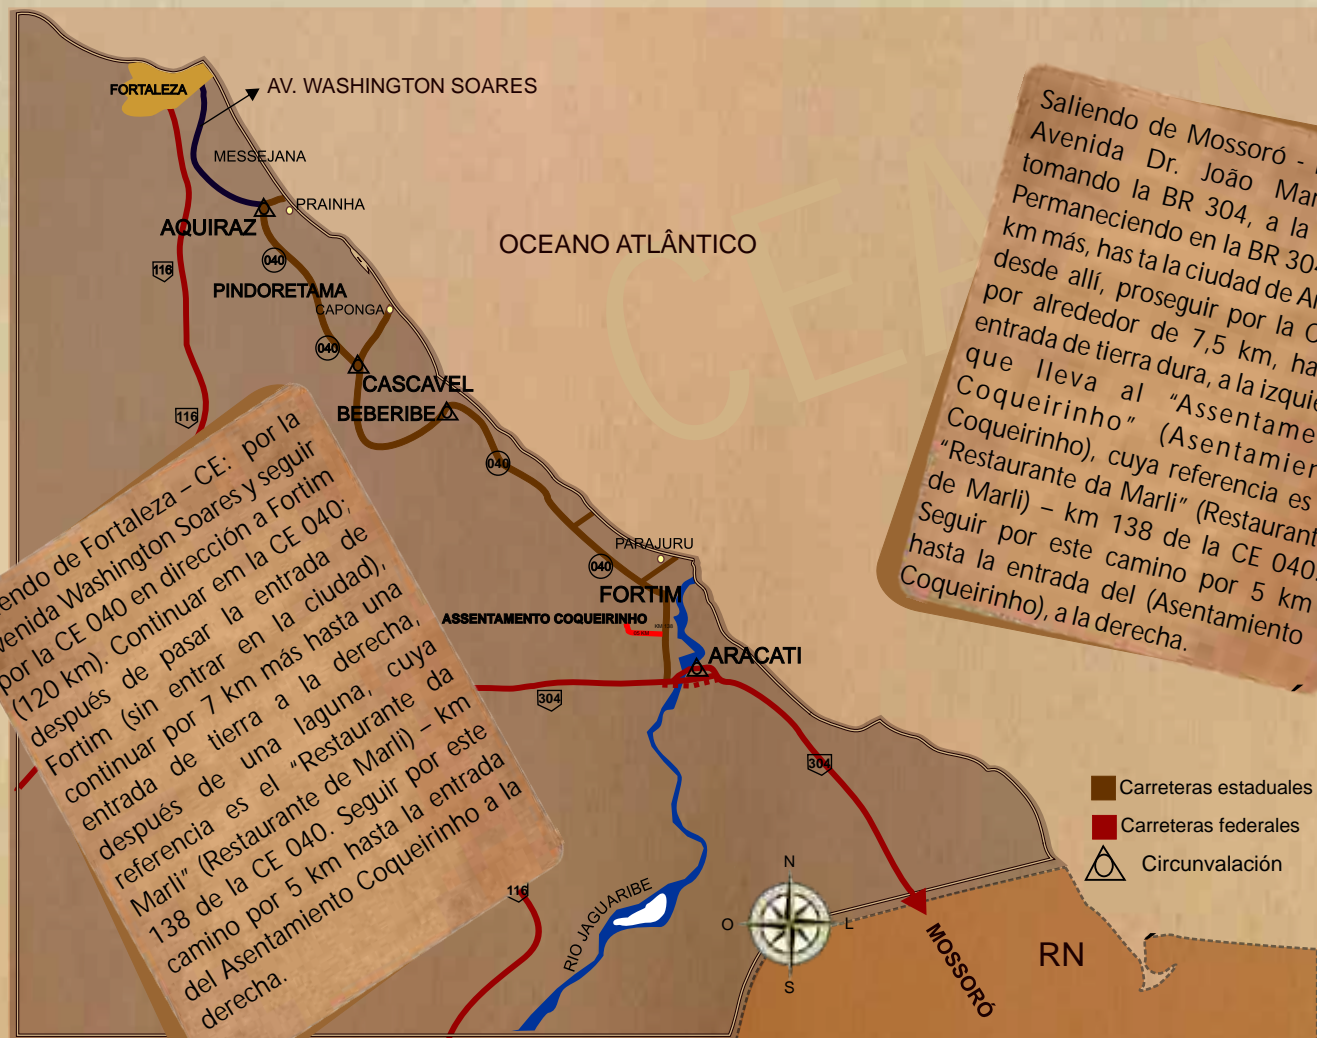 FORTALEZA
AV. WASHINGTON SOARES
MESSEJANA
PRAINHA
AQUIRAZ
040
116
PINDORETAMA
CAPONGA
040
CASCAVEL
BEBERIBE
116
040
OCEANO ATLÂNTICO
CEA
PARAJURU
040
FORTIM
ASSENTAMENTO COQUEIRINHO
KM 138
ARACATI
304
304
116
RIO JAGUARIBE
MOSSORÓ
RN
N
O
L
S
Carreteras estaduales
Carreteras federales
Circunvalación
Saliendo de Mossoró -
Avenida Dr. João
tomando la BR 304, a la
Permaneciendo en la BR
km más, has ta la ciudad de
desde allí, proseguir por la
por alrededor de 7,5 km,
entrada de tierra dura, a la
que lleva al
Coqueirinho”
Coqueirinho), cuya referencia es
“Restaurante da Marli”
de Marli) – km 138 de la CE 040.
Seguir por este camino por 5 km
hasta la entrada del (Asentamiento
Coqueirinho), a la derecha.
de Fortaleza – CE: por la
Washington Soares y seguir
por la CE 040 en dirección a Fortim
(120 km). Continuar em la CE 040;
después de pasar la entrada de
Fortim (sin entrar en la ciudad),
continuar por 7 km más hasta una
entrada de tierra a la derecha,
después de una laguna, cuya
referencia es el “Restaurante da
Marli” (Restaurante de Marli) – km
138 de la CE 040. Seguir por este
camino por 5 km hasta la entrada
del Asentamiento Coqueirinho a la
derecha.